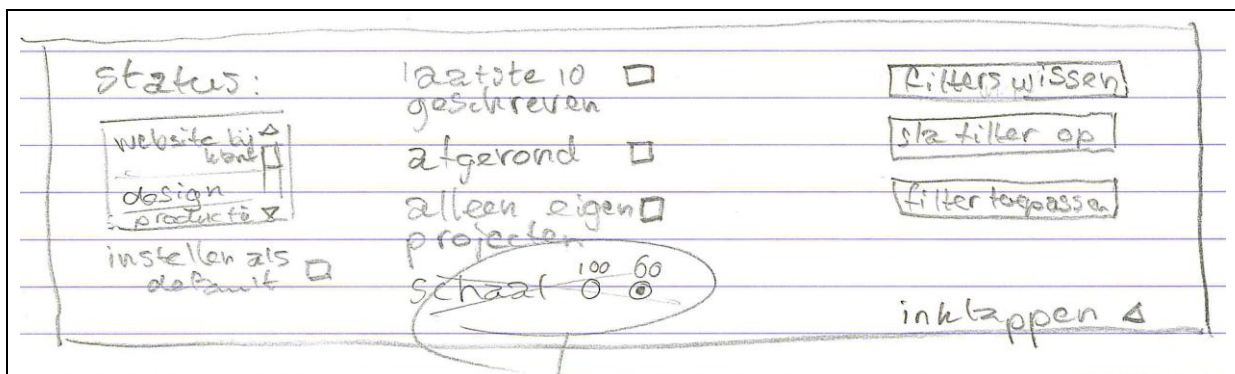 status:
website bij
klant
design
productie
instellen als
default
laatste 10
geschreven
afgerond
alleen eigen
projecten
schaal 100 60
filters wissen
sla filter op
filter toepassen
inklappen